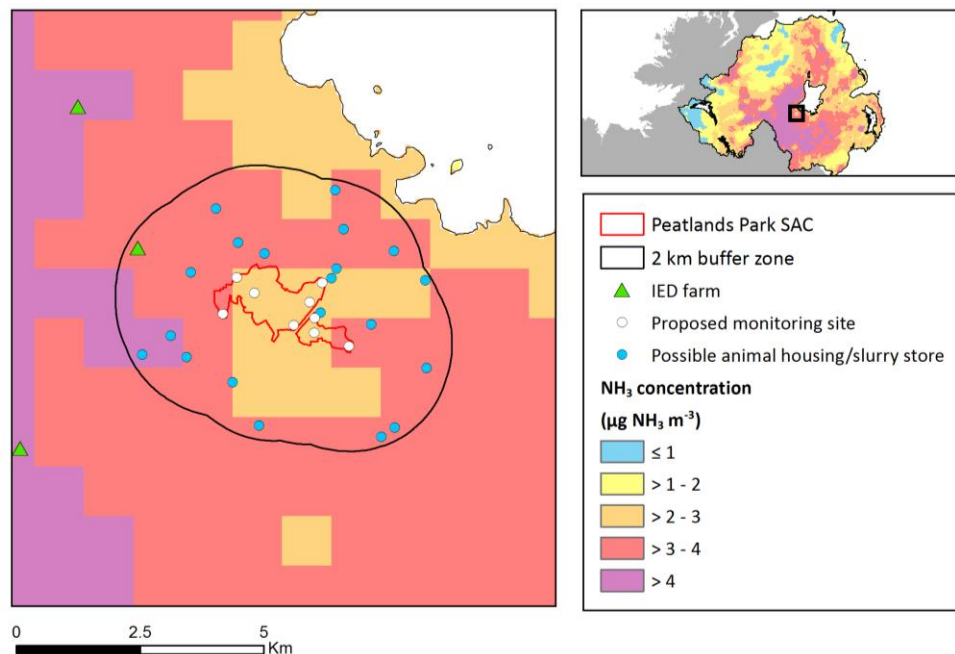 Peatlands Park SAC
2 km buffer zone
IED farm
Proposed monitoring site
Possible animal housing/slurry store
NH₃ concentration
(µg NH₃ m⁻³)
≤ 1
> 1 - 2
> 2 - 3
> 3 - 4
> 4
0 2.5 5
Km